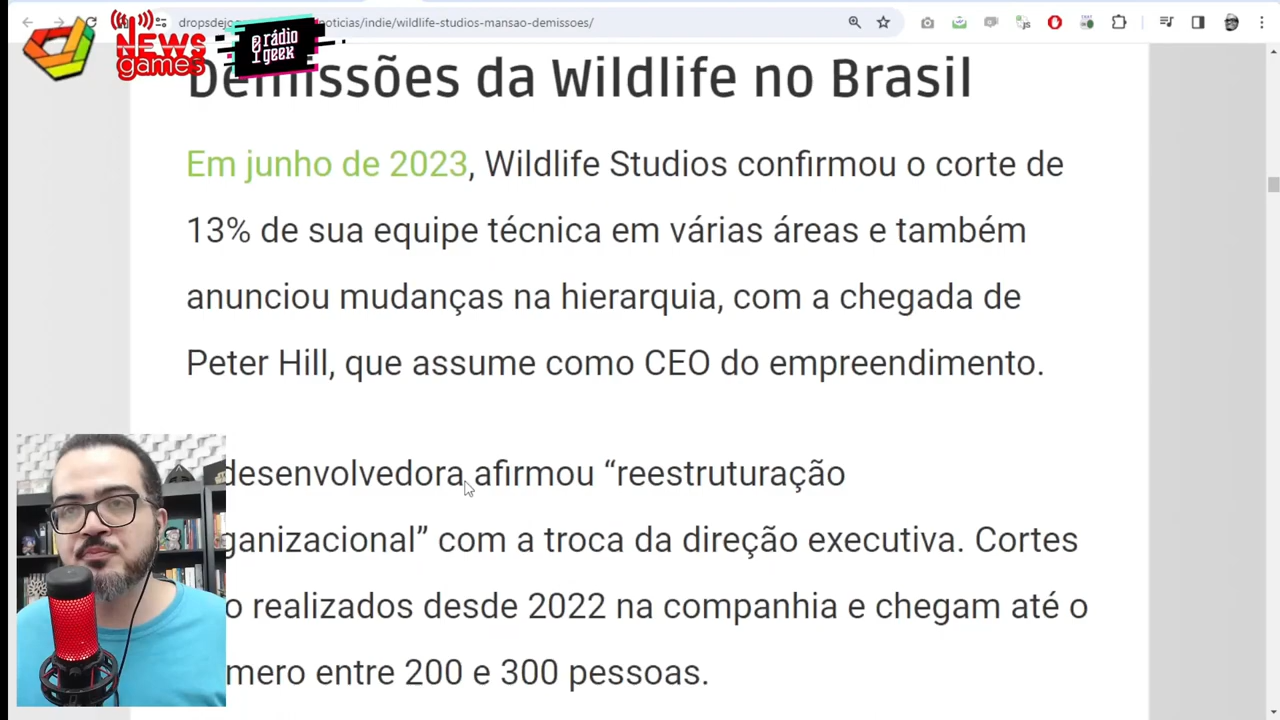 dropsdejo
noticias/indie/wildlife-studios-mansao-demissoes/
NEWS
games
rádio
geek
Demissões da Wildlife no Brasil
Em junho de 2023, Wildlife Studios confirmou o corte de
13% de sua equipe técnica em várias áreas e também
anunciou mudanças na hierarquia, com a chegada de
Peter Hill, que assume como CEO do empreendimento.
desenvolvedora afirmou “reestruturação
ganizacional” com a troca da direção executiva. Cortes
o realizados desde 2022 na companhia e chegam até o
mero entre 200 e 300 pessoas.